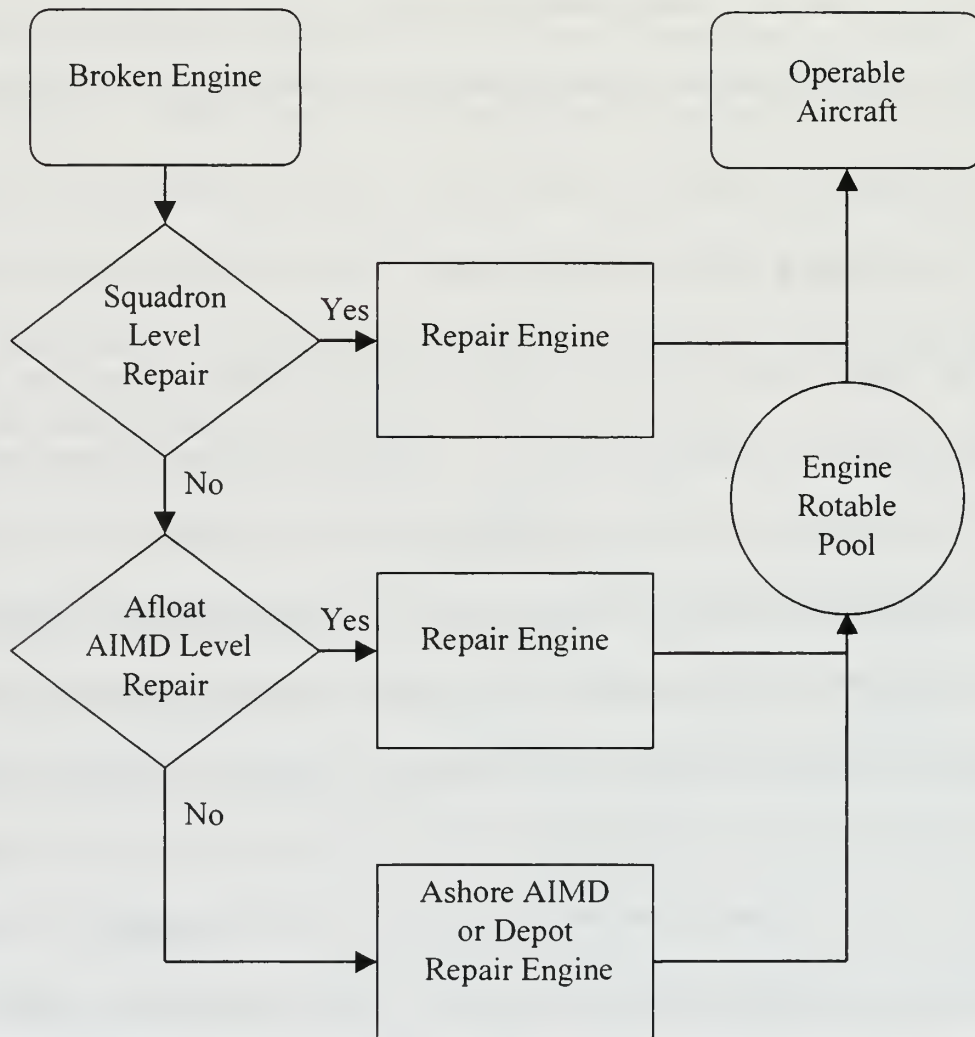 Broken Engine
Operable
Aircraft
Squadron
Level
Repair
Yes
Repair Engine
No
Engine
Rotable
Pool
Afloat
AIMD Level
Repair
Yes
Repair Engine
No
Ashore AIMD
or Depot
Repair Engine